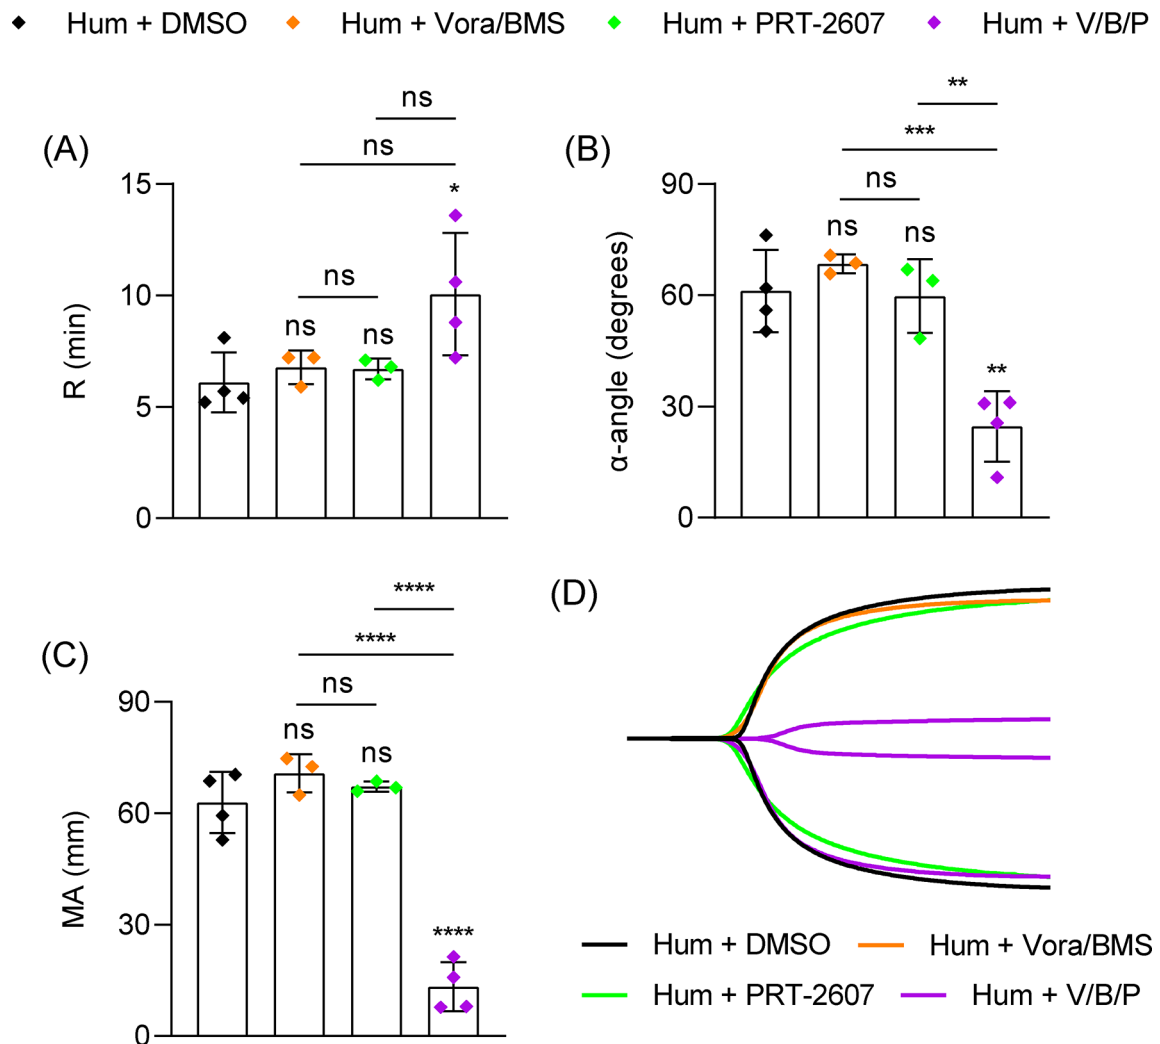 Hum + DMSO Hum + Vora/BMS Hum + PRT-2607 Hum + V/B/P
(A)
ns
ns
ns
ns
ns
*
15
10
5
0
R (min)
(B)
**
***
ns
ns
ns
**
90
60
30
0
α-angle (degrees)
(C)
****
****
ns
ns
ns
****
90
60
30
0
MA (mm)
(D)
Hum + DMSO Hum + Vora/BMS
Hum + PRT-2607 Hum + V/B/P